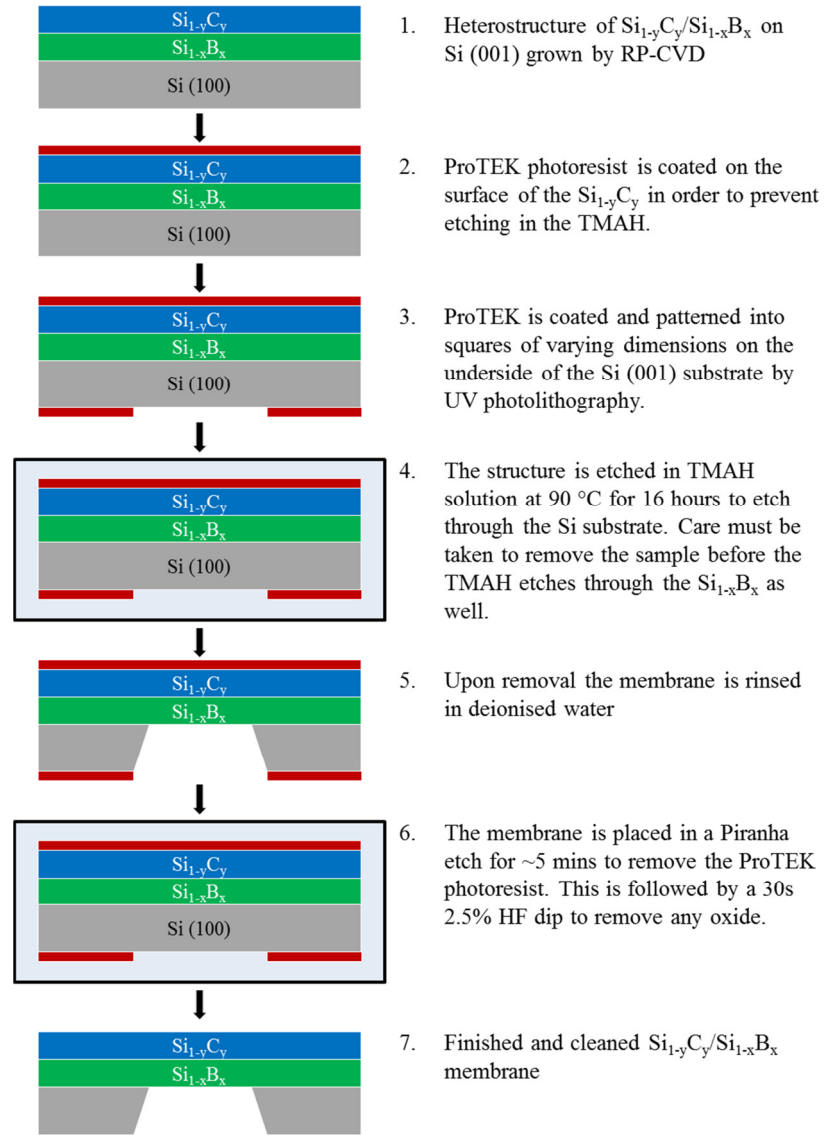 Si₁₋yCy
Si₁₋ₓBₓ
Si (100)
1. Heterostructure of Si₁₋yCy/Si₁₋ₓBₓ on
Si (001) grown by RP-CVD
Si₁₋yCy
Si₁₋ₓBₓ
Si (100)
2. ProTEK photoresist is coated on the
surface of the Si₁₋yCy in order to prevent
etching in the TMAH.
Si₁₋yCy
Si₁₋ₓBₓ
Si (100)
3. ProTEK is coated and patterned into
squares of varying dimensions on the
underside of the Si (001) substrate by
UV photolithography.
Si₁₋yCy
Si₁₋ₓBₓ
Si (100)
4. The structure is etched in TMAH
solution at 90 °C for 16 hours to etch
through the Si substrate. Care must be
taken to remove the sample before the
TMAH etches through the Si₁₋ₓBₓ as
well.
Si₁₋yCy
Si₁₋ₓBₓ
5. Upon removal the membrane is rinsed
in deionised water
Si₁₋yCy
Si₁₋ₓBₓ
Si (100)
6. The membrane is placed in a Piranha
etch for ~5 mins to remove the ProTEK
photoresist. This is followed by a 30s
2.5% HF dip to remove any oxide.
Si₁₋yCy
Si₁₋ₓBₓ
7. Finished and cleaned Si₁₋yCy/Si₁₋ₓBₓ
membrane